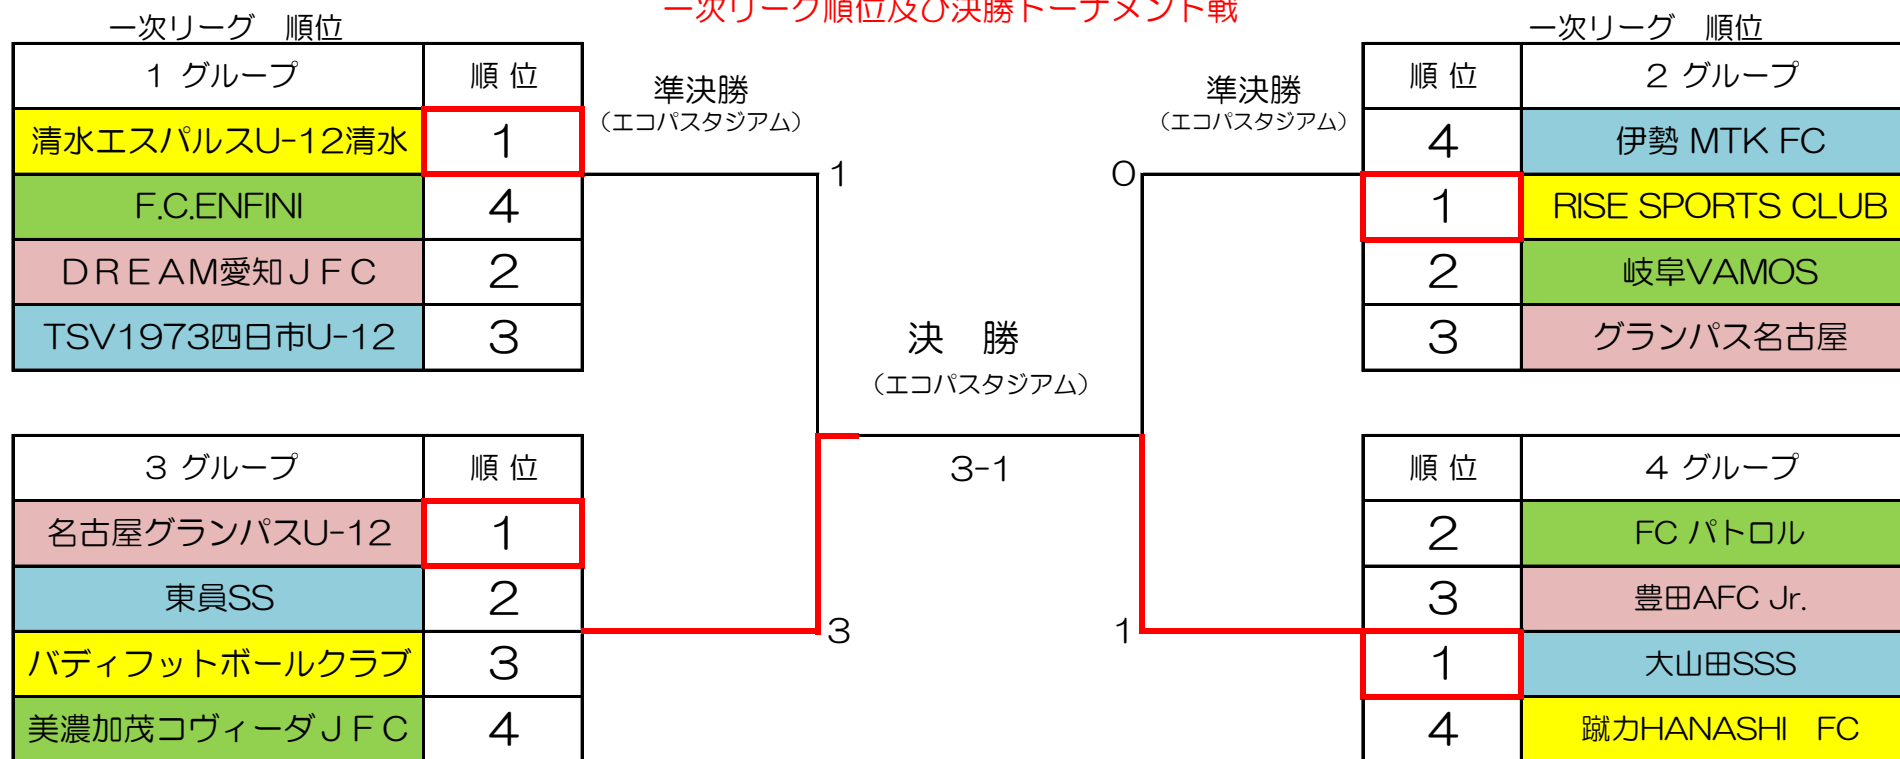 一次リーグ順位及び決勝トーナメント戦
一次リーグ　順位
1 グループ 順 位
清水エスパルスU-12清水 1
F.C.ENFINI 4
ＤＲＥＡＭ愛知ＪＦＣ 2
TSV1973四日市U-12 3
準決勝
（エコパスタジアム）
1
準決勝
（エコパスタジアム）
0
一次リーグ　順位
順 位 2 グループ
4 伊勢 MTK FC
1 RISE SPORTS CLUB
2 岐阜VAMOS
3 グランパス名古屋
決　勝
（エコパスタジアム）
3-1
3 グループ 順 位
名古屋グランパスU-12 1
東員SS 2
バディフットボールクラブ 3
美濃加茂コヴィーダＪＦＣ 4
3
1
順 位 4 グループ
2 FC パトロール
3 豊田AFC Jr.
1 大山田SSS
4 蹴力HANASHI　FC